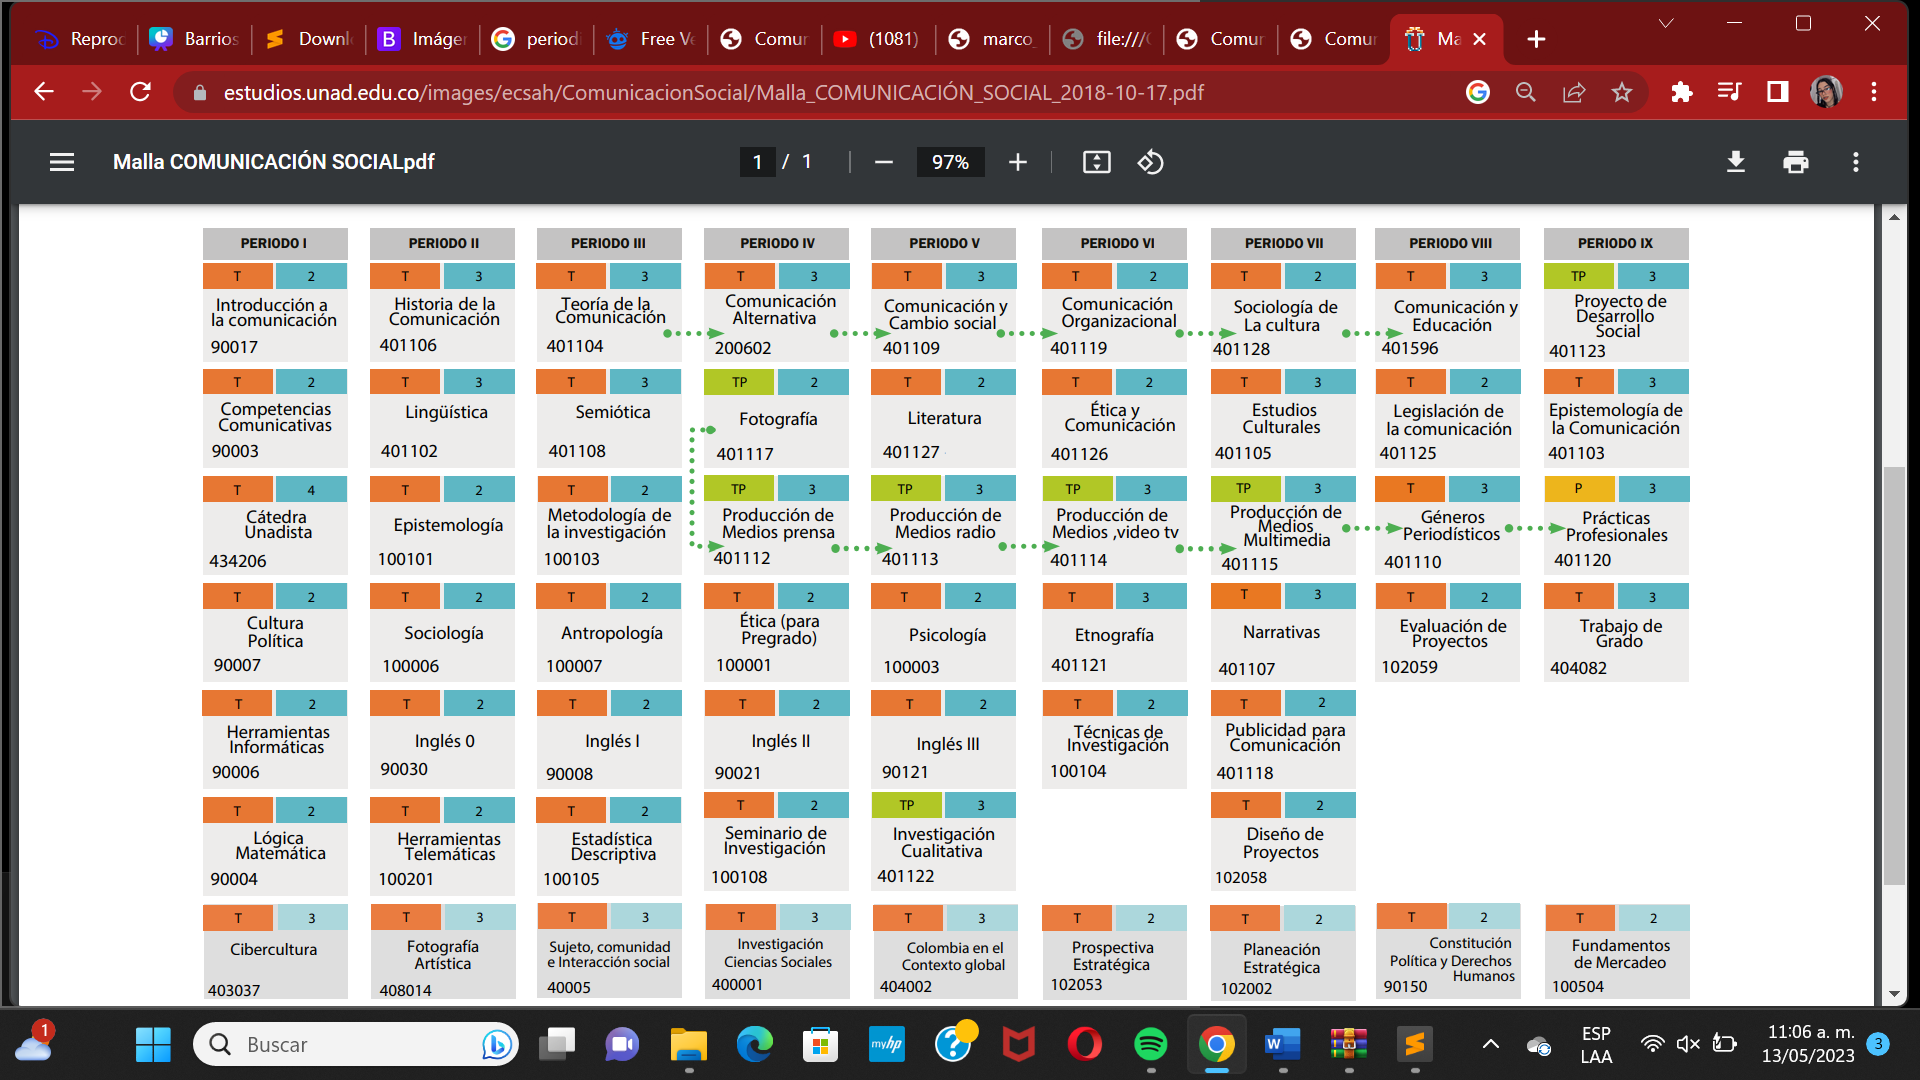 Reproc
Barrios
Downl
Imáger
periodi
Free Ve
Comun
(1081)
marco_
file:///C
Comun
Comun
Ma
estudios.unad.edu.co/images/ecsah/ComunicacionSocial/Malla_COMUNICACIÓN_SOCIAL_2018-10-17.pdf
Malla COMUNICACIÓN SOCIALpdf
1 / 1
97%
PERIODO I PERIODO II PERIODO III PERIODO IV PERIODO V PERIODO VI PERIODO VII PERIODO VIII PERIODO IX
T 2
Introducción a
la comunicación
90017
T 3
Historia de la
Comunicación
401106
T 3
Teoría de la
Comunicación
401104
T 3
Comunicación
Alternativa
200602
T 3
Comunicación y
Cambio social
401109
T 2
Comunicación
Organizacional
401119
T 2
Sociología de
La cultura
401128
T 3
Comunicación y
Educación
401596
TP 3
Proyecto de
Desarrollo
Social
401123
T 2
Competencias
Comunicativas
90003
T 3
Lingüística
401102
T 3
Semiótica
401108
TP 2
Fotografía
401117
T 2
Literatura
401127
T 2
Ética y
Comunicación
401126
T 3
Estudios
Culturales
401105
T 2
Legislación de
la comunicación
401125
T 3
Epistemología de
la Comunicación
401103
T 4
Cátedra
Unadista
434206
T 2
Epistemología
100101
T 2
Metodología de
la investigación
100103
TP 3
Producción de
Medios prensa
401112
TP 3
Producción de
Medios radio
401113
TP 3
Producción de
Medios ,video tv
401114
TP 3
Producción de
Medios
Multimedia
401115
T 3
Géneros
Periodísticos
401110
P 3
Prácticas
Profesionales
401120
T 2
Cultura
Política
90007
T 2
Sociología
100006
T 2
Antropología
100007
T 2
Ética (para
Pregrado)
100001
T 2
Psicología
100003
T 3
Etnografía
401121
T 3
Narrativas
401107
T 2
Evaluación de
Proyectos
102059
T 3
Trabajo de
Grado
404082
T 2
Herramientas
Informáticas
90006
T 2
Inglés 0
90030
T 2
Inglés I
90008
T 2
Inglés II
90021
T 2
Inglés III
90121
T 2
Técnicas de
Investigación
100104
T 2
Publicidad para
Comunicación
401118
T 2
Lógica
Matemática
90004
T 2
Herramientas
Telemáticas
100201
T 2
Estadística
Descriptiva
100105
T 2
Seminario de
Investigación
100108
TP 3
Investigación
Cualitativa
401122
T 2
Diseño de
Proyectos
102058
T 3
Cibercultura
403037
T 3
Fotografía
Artística
408014
T 3
Sujeto, comunidad
e Interacción social
40005
T 3
Investigación
Ciencias Sociales
400001
T 3
Colombia en el
Contexto global
404002
T 2
Prospectiva
Estratégica
102053
T 2
Planeación
Estratégica
102002
T 2
Constitución
Política y Derechos
Humanos
90150
T 2
Fundamentos
de Mercadeo
100504
1
Buscar
myhp
ESP
LAA
11:06 a. m.
13/05/2023
3